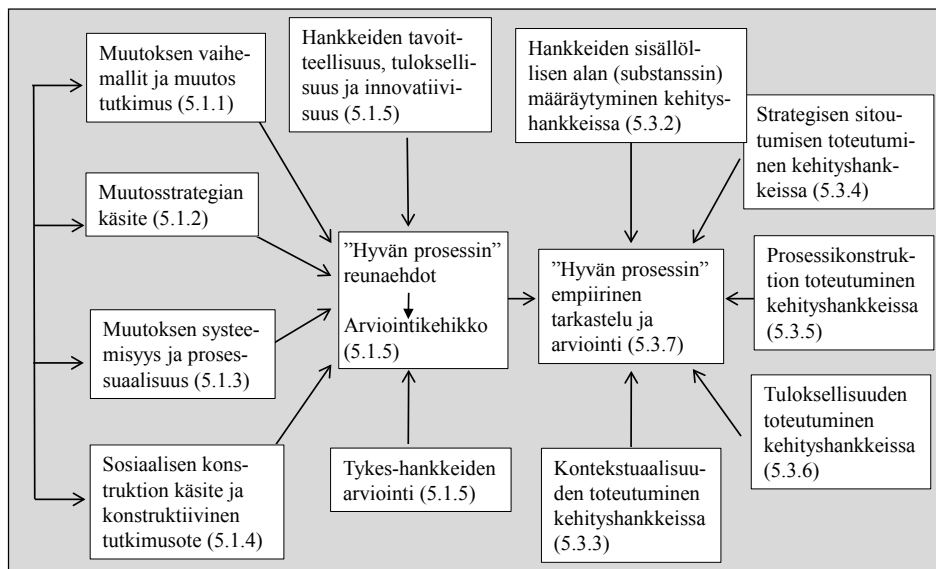 Muutoksen vaihe-
mallit ja muutos
tutkimus (5.1.1)
Muutosstrategian
käsite (5.1.2)
Muutoksen systee-
misyys ja proses-
suaalisuus (5.1.3)
Sosiaalisen kons-
truktion käsite ja
konstruktiivinen
tutkimusote (5.1.4)
Hankkeiden tavoit-
teellisuus, tuloksel-
lisuus ja innovatiivi-
suus (5.1.5)
”Hyvän prosessin”
reunaehdot
Arviointikehikko
(5.1.5)
Tykes-hankkeiden
arviointi (5.1.5)
Hankkeiden sisällöl-
lisen alan (substanssin)
määräytyminen kehitys-
hankkeissa (5.3.2)
”Hyvän prosessin”
empiirinen
tarkastelu ja
arviointi (5.3.7)
Kontekstuaalisuu-
den toteutuminen
kehityshankkeissa
(5.3.3)
Strategisen sitou-
tumisen toteutumi-
nen kehityshank-
keissa (5.3.4)
Prosessikonstruk-
tion toteutuminen
kehityshankkeissa
(5.3.5)
Tuloksellisuuden
toteutuminen
kehityshankkeissa
(5.3.6)